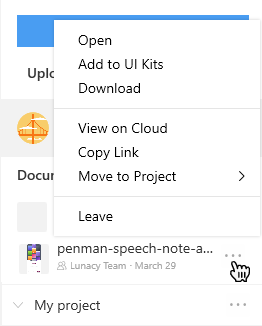 Open
Add to UI Kits
Uplo
Download
View on Cloud
Copy Link
Docum
Move to Project
Leave
penman-speech-note-a...
Lunacy Team · March 29
My project